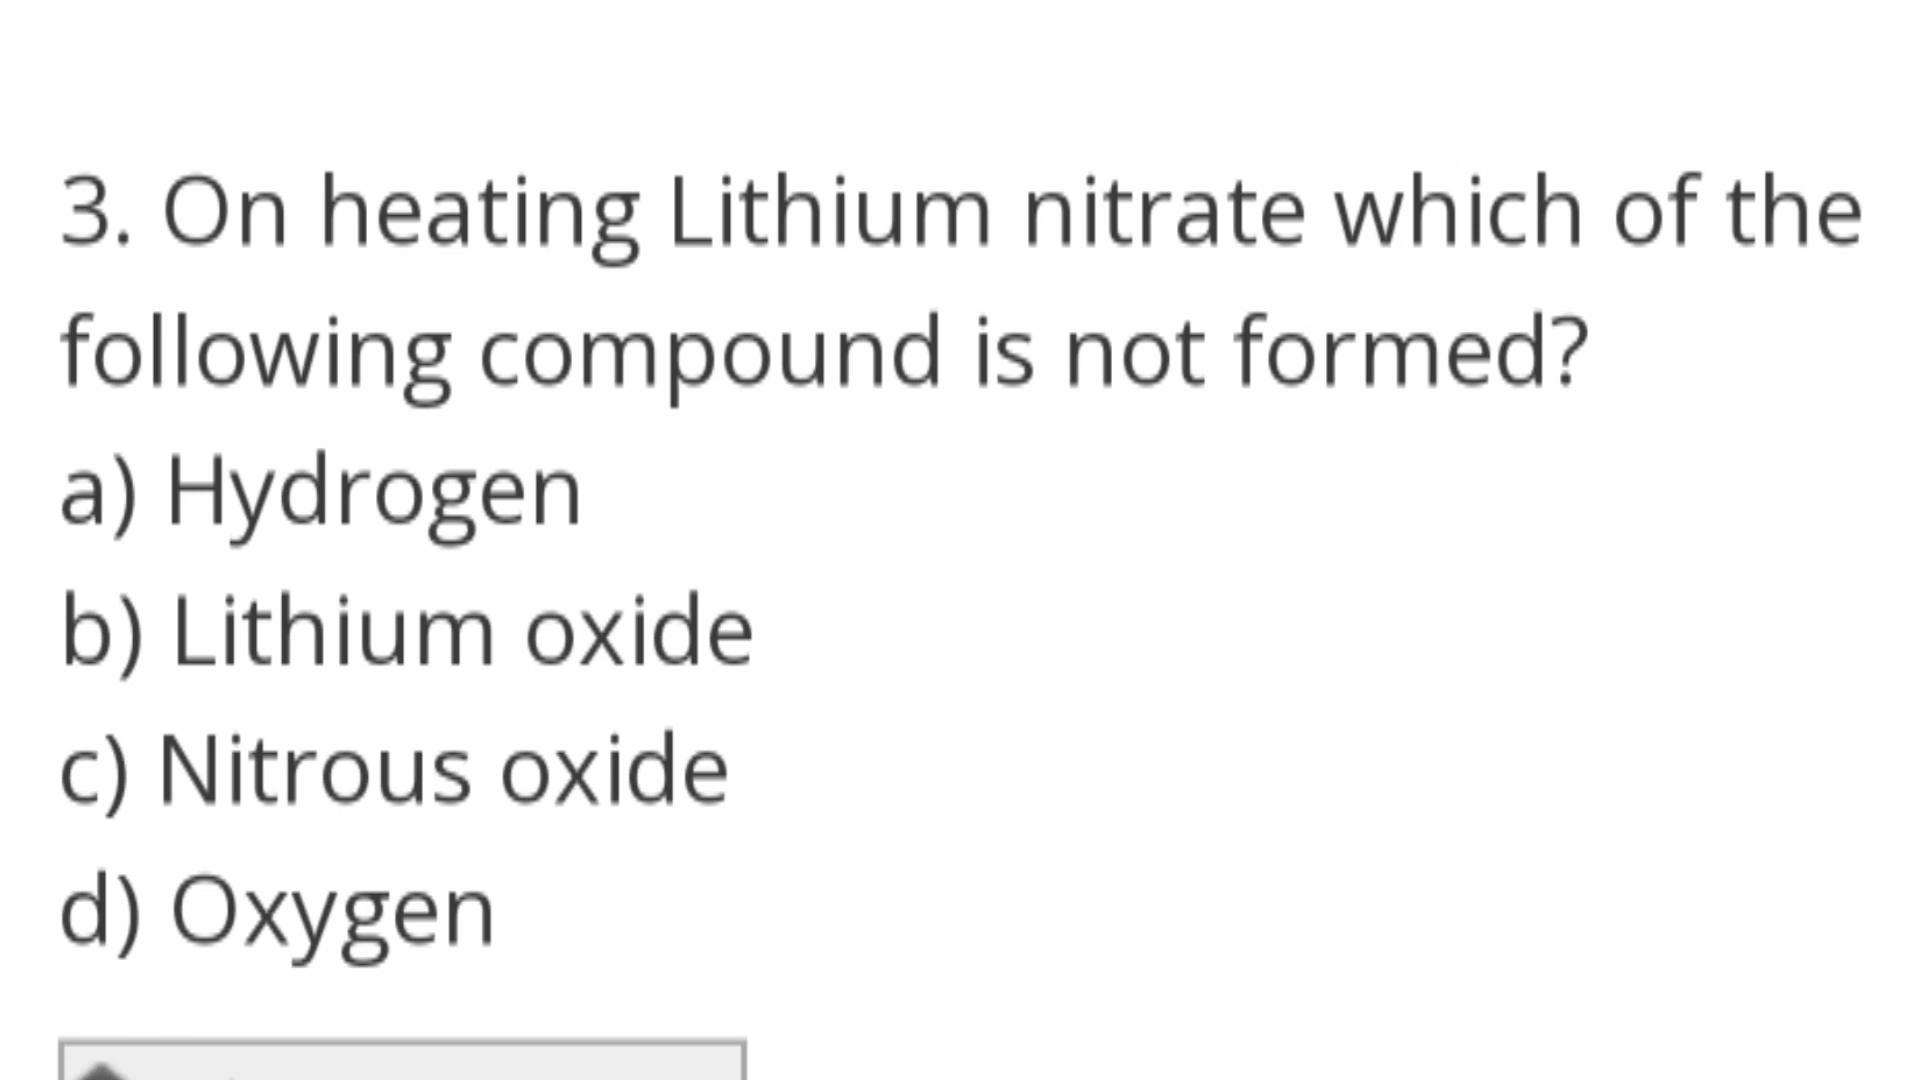 3. On heating Lithium nitrate which of the
following compound is not formed?
a) Hydrogen
b) Lithium oxide
c) Nitrous oxide
d) Oxygen